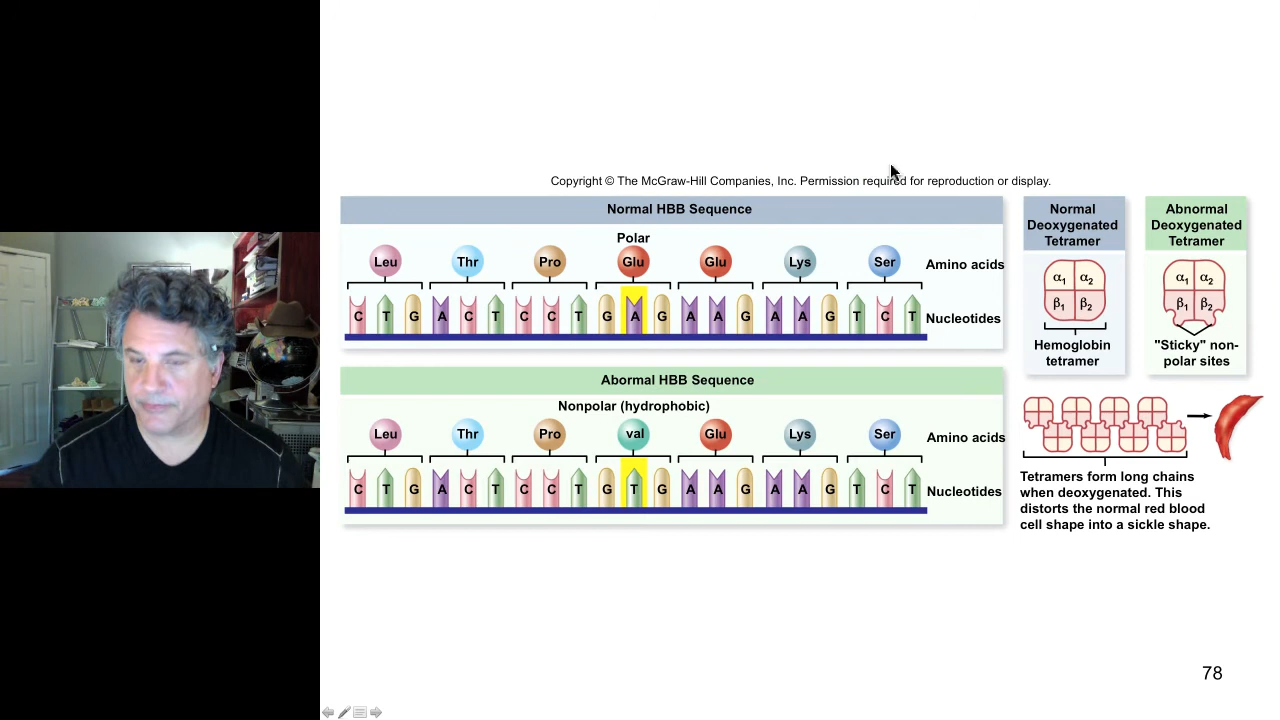 Copyright © The McGraw-Hill Companies, Inc. Permission required for reproduction or display.
Normal HBB Sequence
Polar
Leu Thr Pro Glu Glu Lys Ser
Amino acids
C T G A C T C C T G A G G A A G A A G T C T
Nucleotides
Abormal HBB Sequence
Nonpolar (hydrophobic)
Leu Thr Pro val Glu Lys Ser
Amino acids
C T G A C T C C T G T G A A G A A G T C T
Nucleotides
Normal
Deoxygenated
Tetramer
α1 α2
β1 β2
Hemoglobin
tetramer
Abnormal
Deoxygenated
Tetramer
α1 α2
β1 β2
"Sticky" non-
polar sites
Tetramers form long chains
when deoxygenated. This
distorts the normal red blood
cell shape into a sickle shape.
78